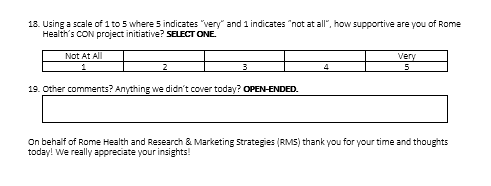 18. Using a scale of 1 to 5 where 5 indicates "very" and 1 indicates "not at all", how supportive are you of Rome
Health's CON project initiative? SELECT ONE.
Not At All Very
1 2 3 4 5
19. Other comments? Anything we didn't cover today? OPEN-ENDED.
On behalf of Rome Health and Research & Marketing Strategies (RMS) thank you for your time and thoughts
today! We really appreciate your insights!